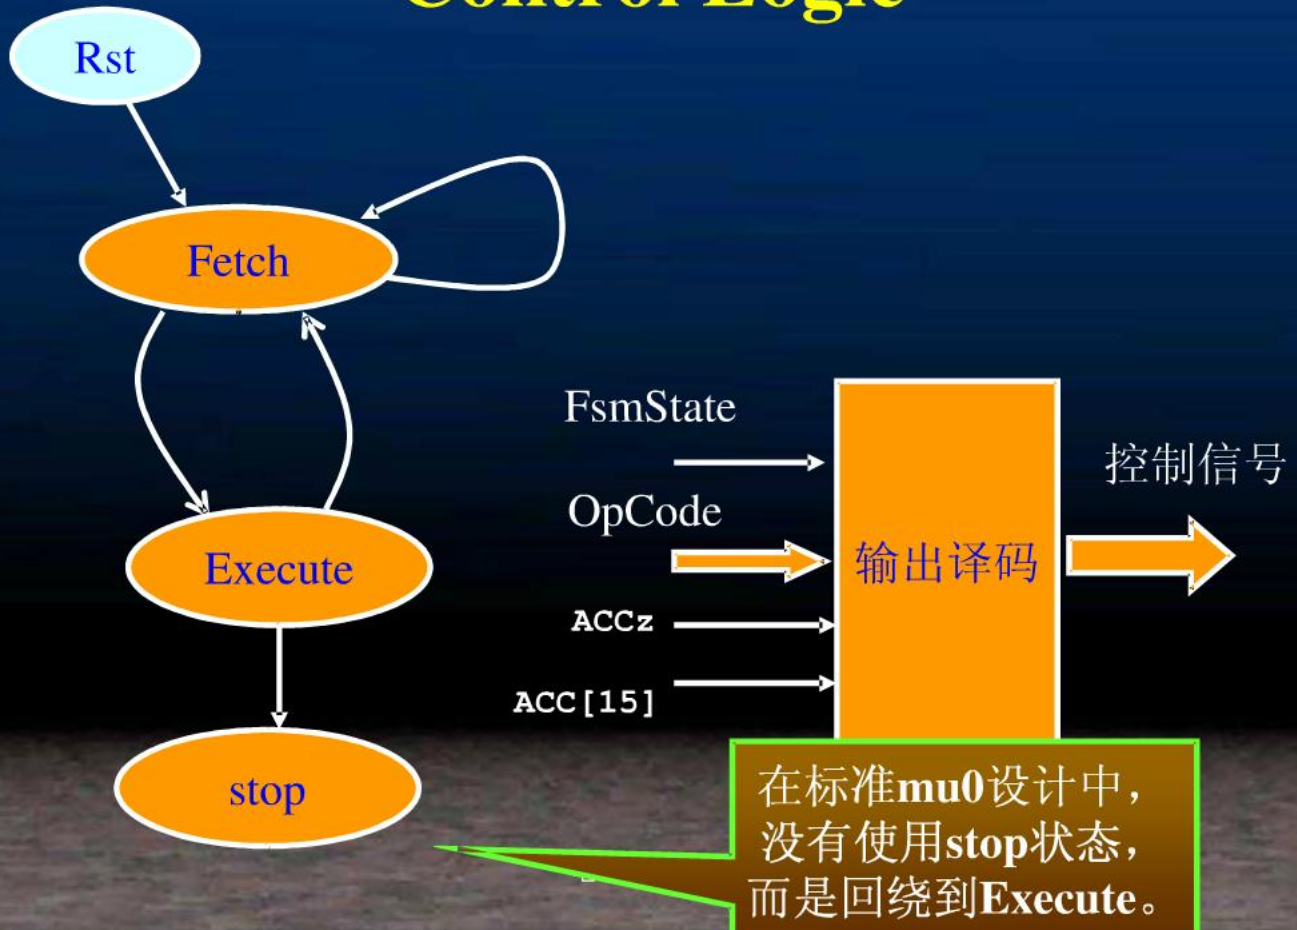 Control Logic
Rst
Fetch
FsmState
控制信号
OpCode
Execute
输出译码
ACCz
ACC[15]
stop
在标准mu0设计中，
没有使用stop状态，
而是回绕到Execute。